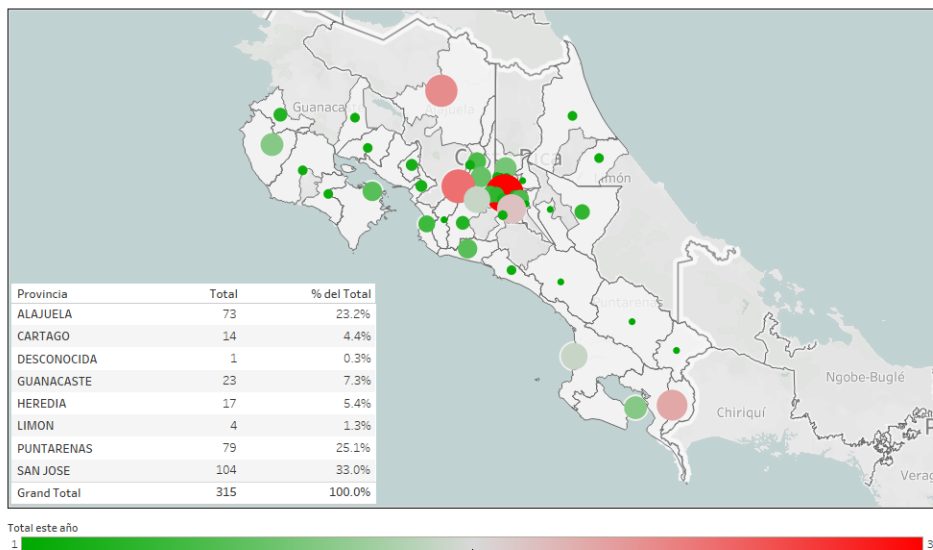 Guanacaste
Alajuela
Costa Rica
Limón
Puntarenas
Ngobe-Buglé
Chiriquí
Verag
Provincia Total % del Total
ALAJUELA 73 23.2%
CARTAGO 14 4.4%
DESCONOCIDA 1 0.3%
GUANACASTE 23 7.3%
HEREDIA 17 5.4%
LIMON 4 1.3%
PUNTARENAS 79 25.1%
SAN JOSE 104 33.0%
Grand Total 315 100.0%
Total este año
1 3